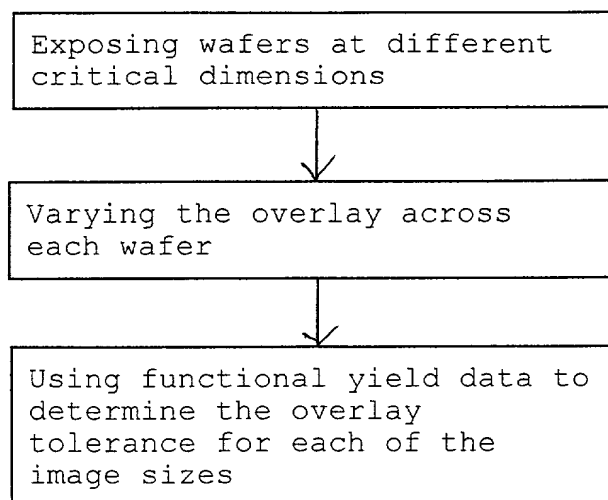 Exposing wafers at different
critical dimensions
Varying the overlay across
each wafer
Using functional yield data to
determine the overlay
tolerance for each of the
image sizes